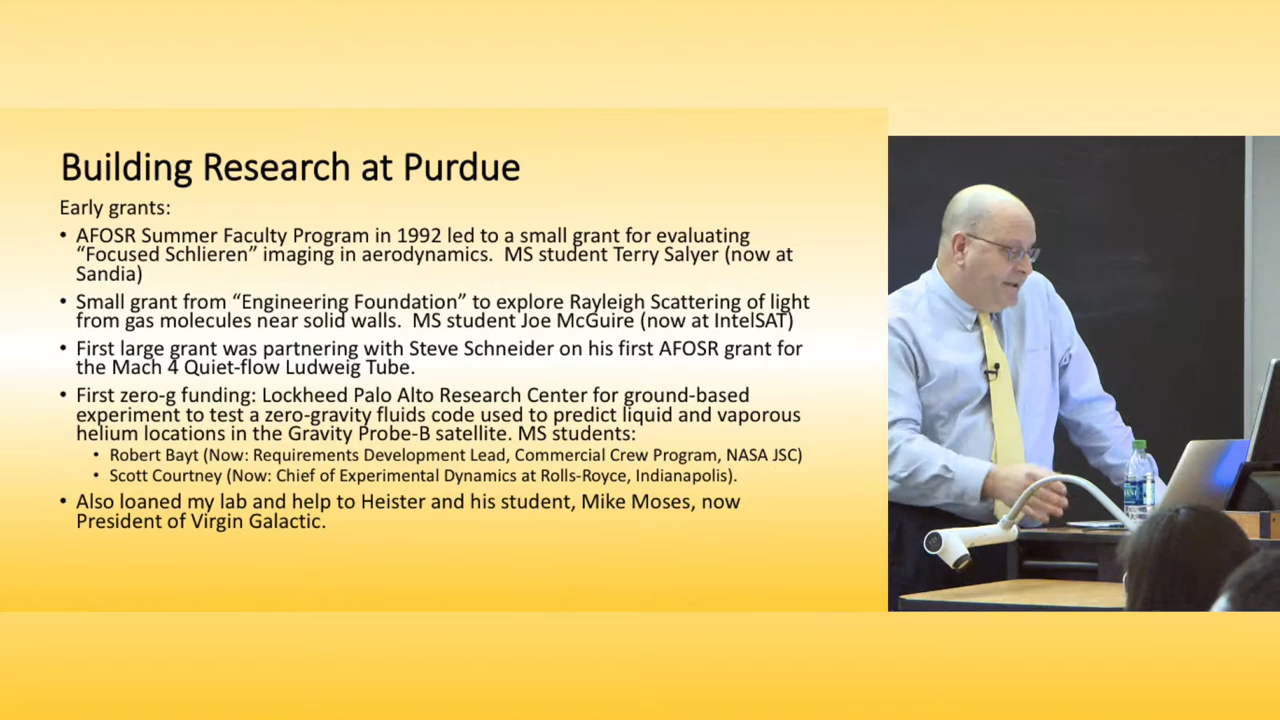 Building Research at Purdue
Early grants:
• AFOSR Summer Faculty Program in 1992 led to a small grant for evaluating
“Focused Schlieren” imaging in aerodynamics.  MS student Terry Salyer (now at
Sandia)
• Small grant from “Engineering Foundation” to explore Rayleigh Scattering of light
from gas molecules near solid walls.  MS student Joe McGuire (now at IntelSAT)
• First large grant was partnering with Steve Schneider on his first AFOSR grant for
the Mach 4 Quiet-flow Ludweig Tube.
• First zero-g funding: Lockheed Palo Alto Research Center for ground-based
experiment to test a zero-gravity fluids code used to predict liquid and vaporous
helium locations in the Gravity Probe-B satellite. MS students:
• Robert Bayt (Now: Requirements Development Lead, Commercial Crew Program, NASA JSC)
• Scott Courtney (Now: Chief of Experimental Dynamics at Rolls-Royce, Indianapolis).
• Also loaned my lab and help to Heister and his student, Mike Moses, now
President of Virgin Galactic.